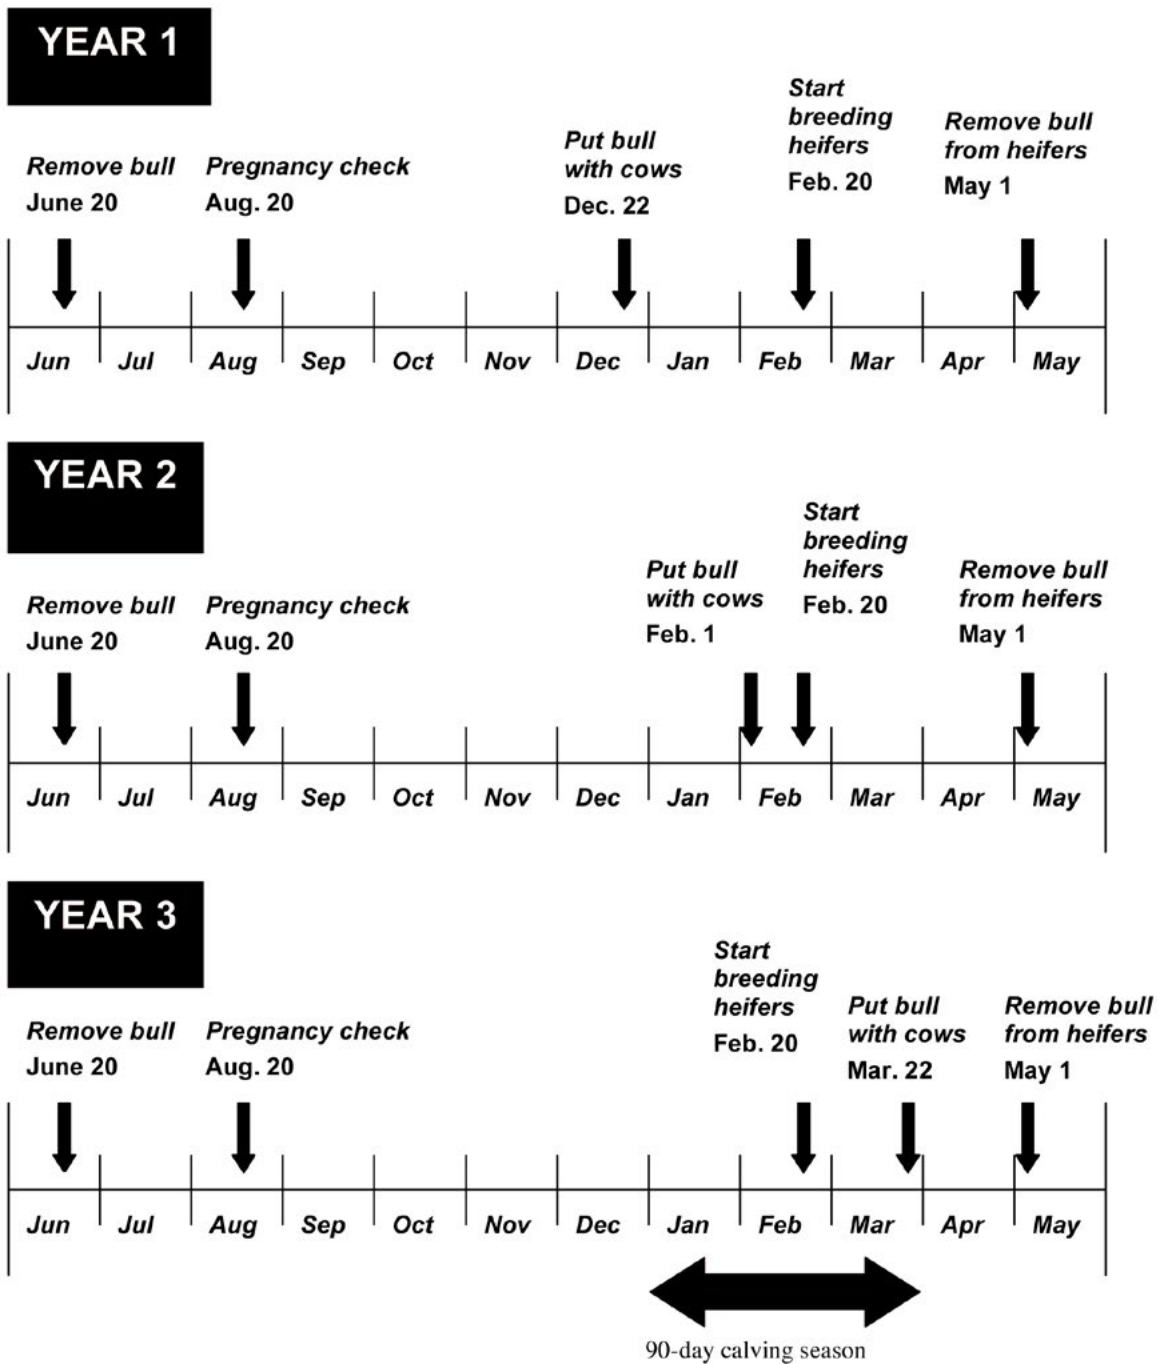 YEAR 1
Remove bull
June 20
Pregnancy check
Aug. 20
Put bull
with cows
Dec. 22
Start
breeding
heifers
Feb. 20
Remove bull
from heifers
May 1
Jun Jul Aug Sep Oct Nov Dec Jan Feb Mar Apr May
YEAR 2
Remove bull
June 20
Pregnancy check
Aug. 20
Put bull
with cows
Feb. 1
Start
breeding
heifers
Feb. 20
Remove bull
from heifers
May 1
Jun Jul Aug Sep Oct Nov Dec Jan Feb Mar Apr May
YEAR 3
Remove bull
June 20
Pregnancy check
Aug. 20
Start
breeding
heifers
Feb. 20
Put bull
with cows
Mar. 22
Remove bull
from heifers
May 1
Jun Jul Aug Sep Oct Nov Dec Jan Feb Mar Apr May
90-day calving season